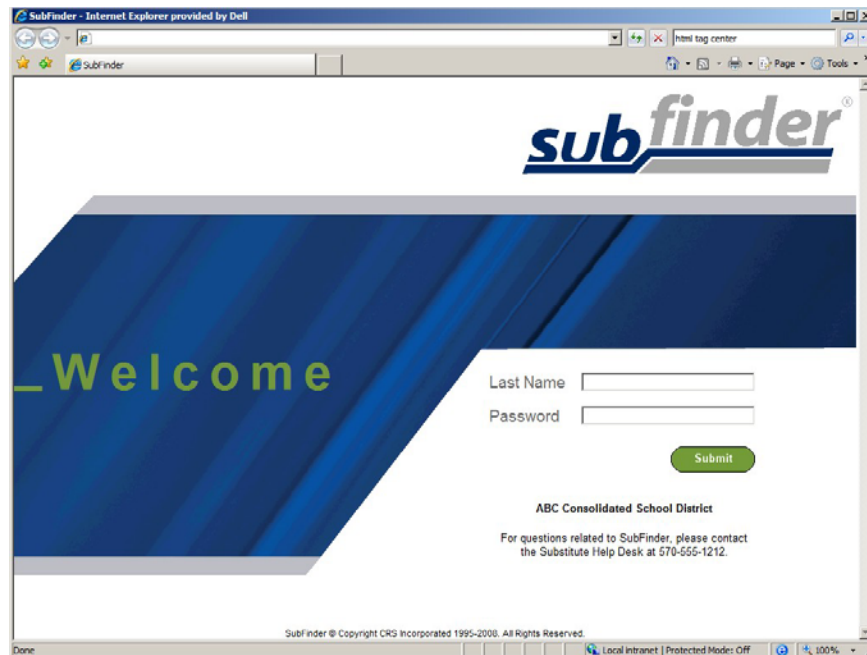 SubFinder - Internet Explorer provided by Dell
html tag center
SubFinder
Page
Tools
subfinder®
_Welcome
Last Name
Password
Submit
ABC Consolidated School District
For questions related to SubFinder, please contact
the Substitute Help Desk at 570-555-1212.
SubFinder © Copyright CRS Incorporated 1995-2008. All Rights Reserved.
Done
Local intranet | Protected Mode: Off
100%